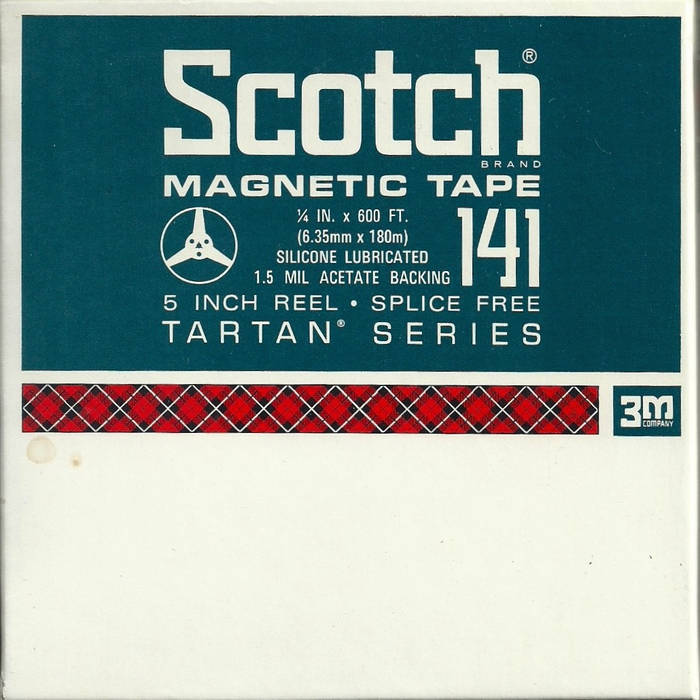 Scotch®
BRAND
MAGNETIC TAPE
¼ IN. x 600 FT.
(6.35mm x 180m)
SILICONE LUBRICATED
1.5 MIL ACETATE BACKING
141
5 INCH REEL • SPLICE FREE
TARTAN® SERIES
3M
COMPANY